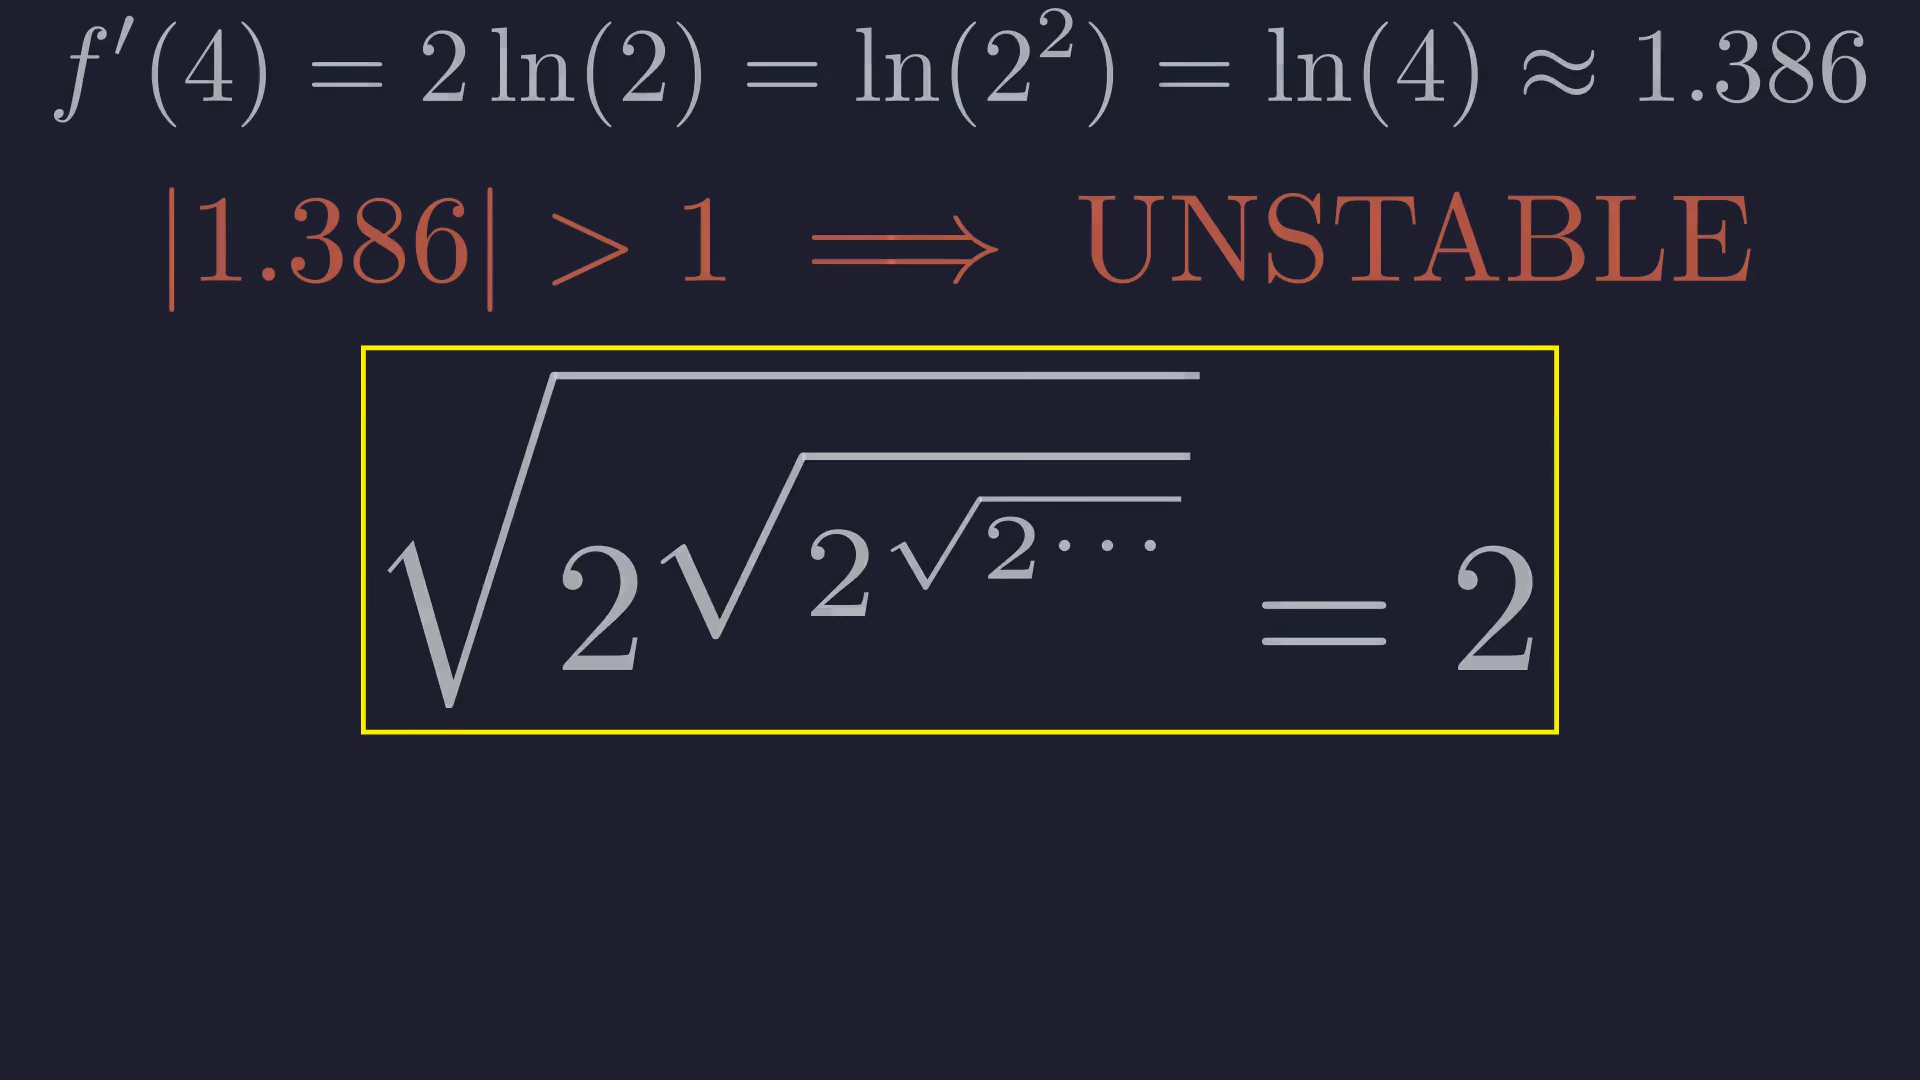 f′(4) = 2 ln(2) = ln(2²) = ln(4) ≈ 1.386
|1.386| > 1 ⟹ UNSTABLE
√(2^√(2^√(2⋯))) = 2